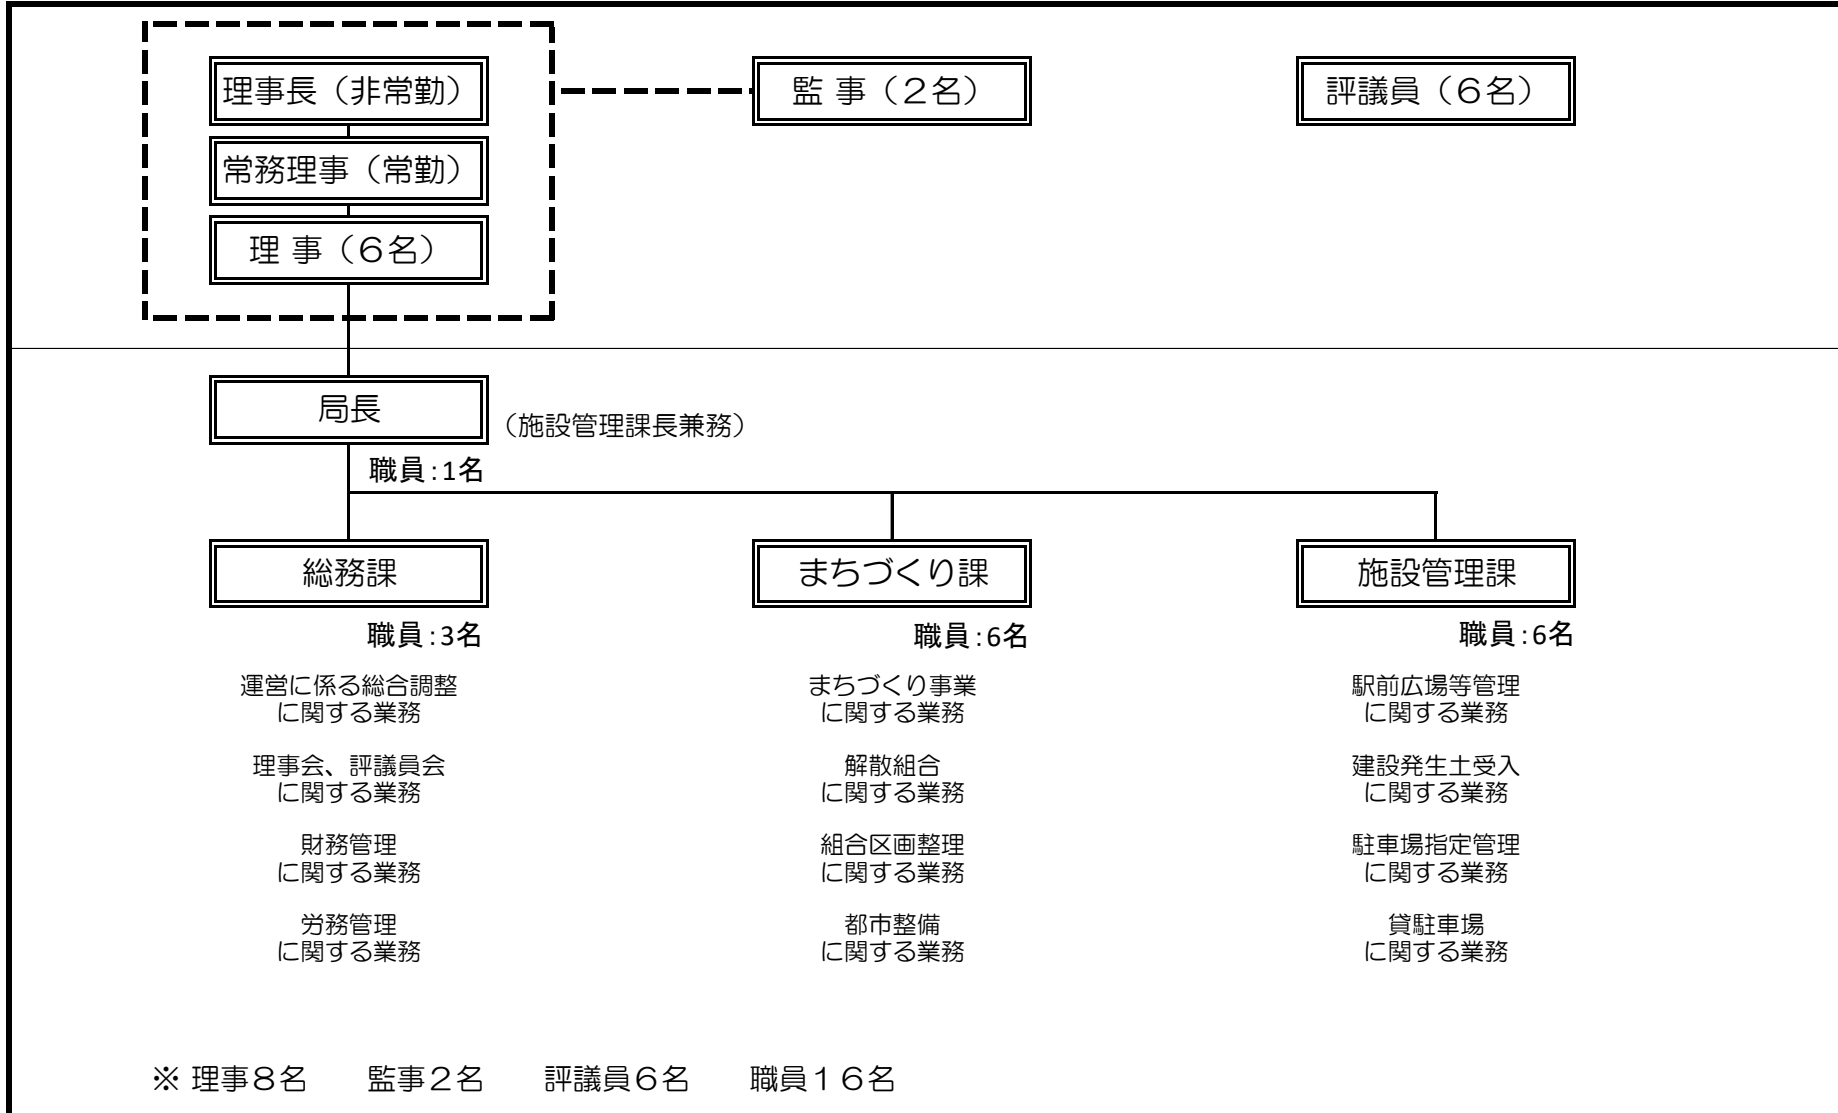 理事長（非常勤）
監 事（２名）
評議員（６名）
常務理事（常勤）
理 事（６名）
局長
（施設管理課長兼務）
職員：1名
総務課
職員：3名
運営に係る総合調整
に関する業務
理事会、評議員会
に関する業務
財務管理
に関する業務
労務管理
に関する業務
まちづくり課
職員：6名
まちづくり事業
に関する業務
解散組合
に関する業務
組合区画整理
に関する業務
都市整備
に関する業務
施設管理課
職員：6名
駅前広場等管理
に関する業務
建設発生土受入
に関する業務
駐車場指定管理
に関する業務
貸駐車場
に関する業務
※ 理事８名　　監事２名　　評議員６名　　職員１６名